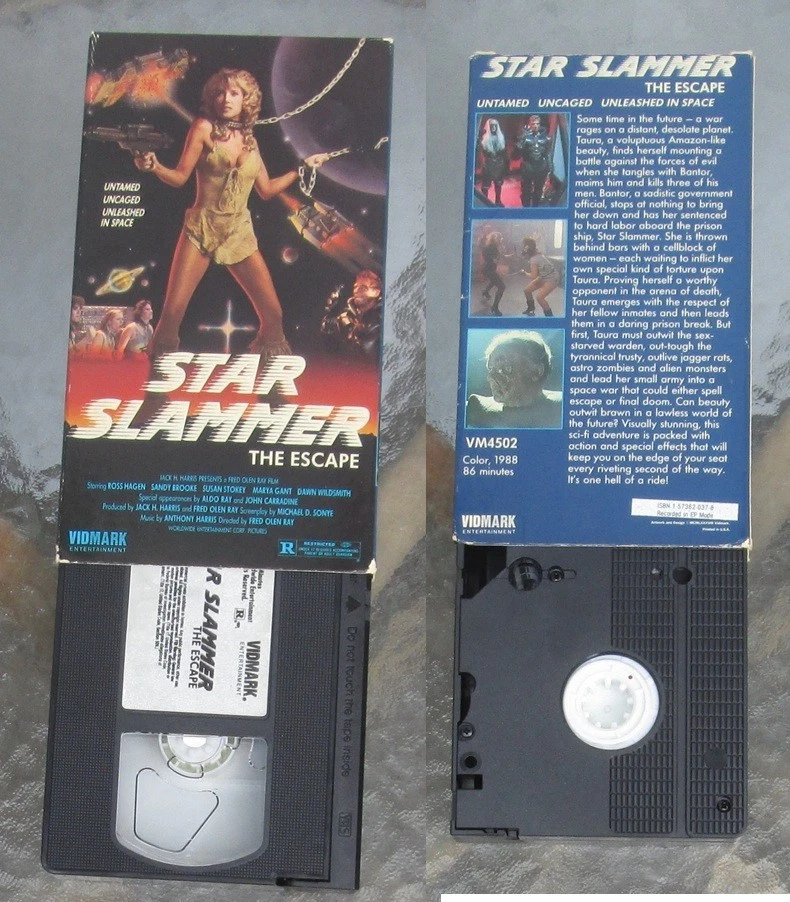 UNTAMED
UNCAGED
UNLEASHED
IN SPACE
STAR
SLAMMER
THE ESCAPE
JACK H. HARRIS PRESENTS A FRED OLEN RAY FILM
Starring ROSS HAGEN SANDY BROOKE SUSAN STOKEY MARYA GANT DAWN WILDSMITH
Special appearances by ALDO RAY and JOHN CARRADINE
Produced by JACK H. HARRIS and FRED OLEN RAY Screenplay by MICHAEL D. SONYE
Music by ANTHONY HARRIS Directed by FRED OLEN RAY
WORLDWIDE ENTERTAINMENT CORP. PICTURES
VIDMARK
ENTERTAINMENT
R RESTRICTED
STAR SLAMMER
THE ESCAPE
VIDMARK
ENTERTAINMENT
R
Do not touch the tape inside
VHS
STAR SLAMMER
THE ESCAPE
UNTAMED UNCAGED UNLEASHED IN SPACE
Some time in the future — a war
rages on a distant, desolate planet.
Taura, a voluptuous Amazon-like
beauty, finds herself mounting a
battle against the forces of evil
when she tangles with Bantor,
maims him and kills three of his
men. Bantor, a sadistic government
official, stops at nothing to bring
her down and has her sentenced
to hard labor aboard the prison
ship, Star Slammer. She is thrown
behind bars with a cellblock of
women — each waiting to inflict her
own special kind of torture upon
Taura. Proving herself a worthy
opponent in the arena of death,
Taura emerges with the respect of
her fellow inmates and then leads
them in a daring prison break. But
first, Taura must outwit the sex-
starved warden, out-tough the
tyrannical trusty, outlive jagger rats,
astro zombies and alien monsters
and lead her small army into a
space war that could either spell
escape or final doom. Can beauty
outwit brawn in a lawless world of
the future? Visually stunning, this
sci-fi adventure is packed with
action and special effects that will
keep you on the edge of your seat
every riveting second of the way.
It's one hell of a ride!
VM4502
Color, 1988
86 minutes
ISBN 1-57362-037-8
Recorded in EP Mode
VIDMARK
ENTERTAINMENT
Printed in U.S.A.